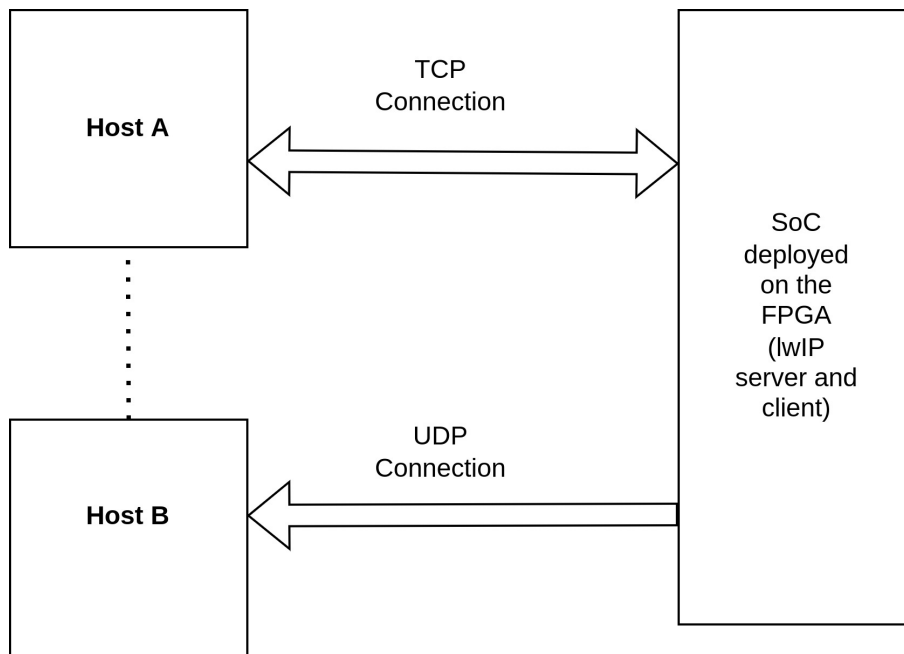 TCP
Connection
Host A
SoC
deployed
on the
FPGA
(lwIP
server and
client)
UDP
Connection
Host B